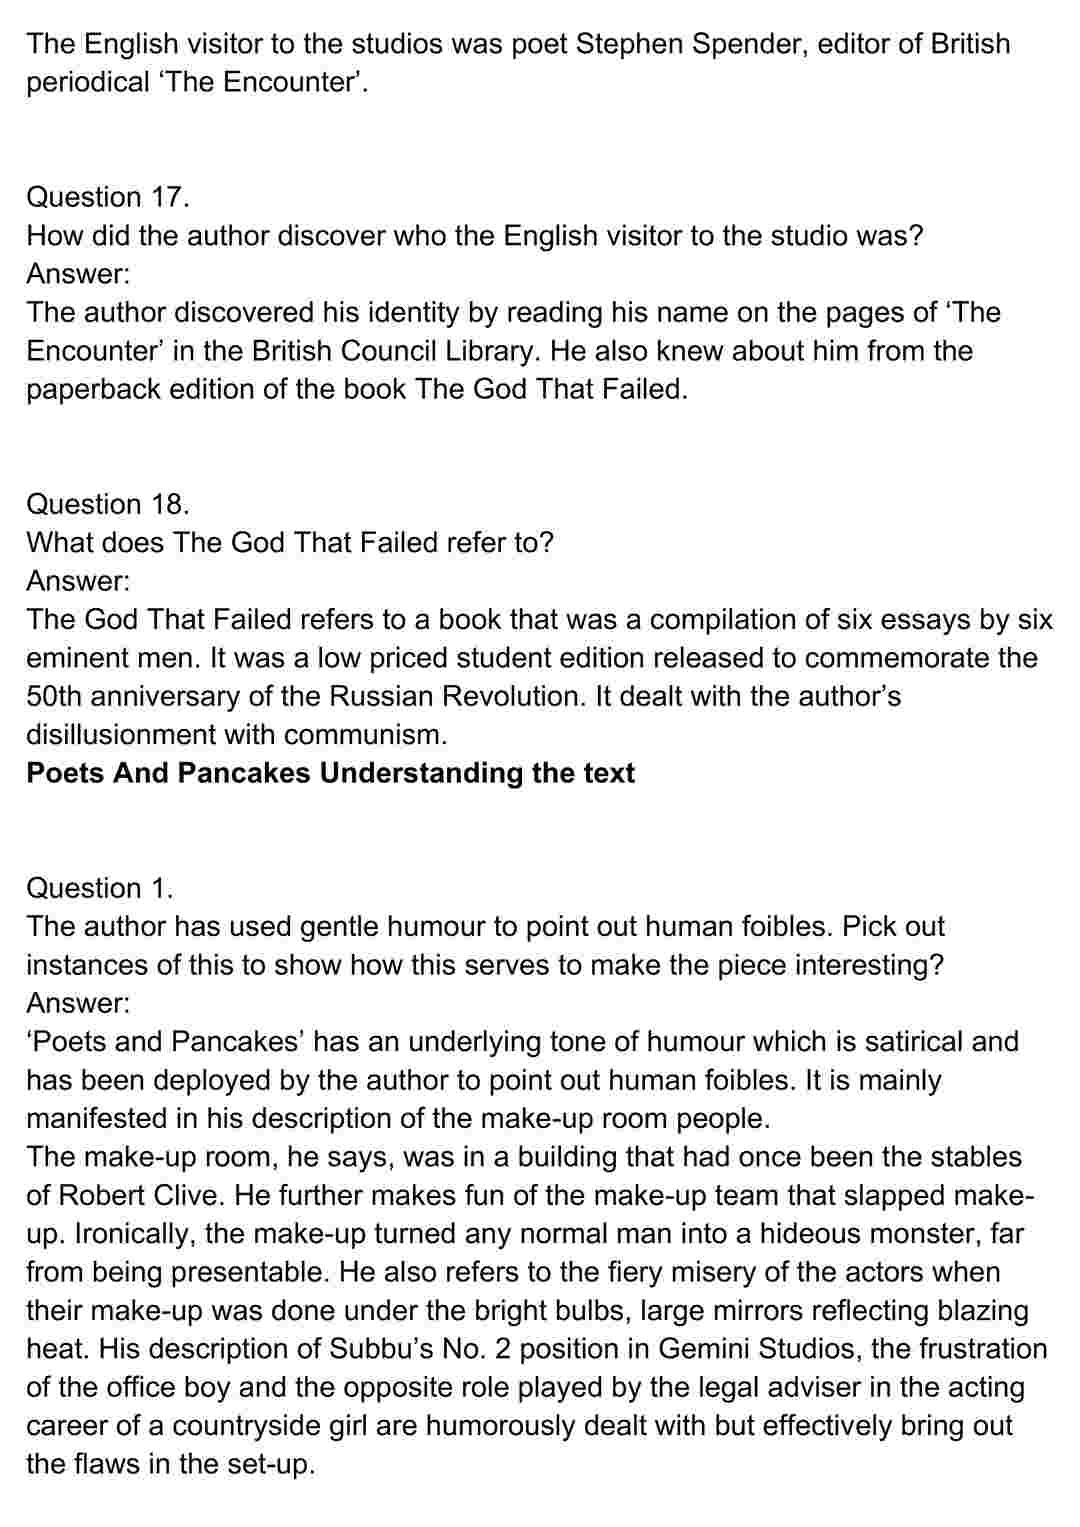 The English visitor to the studios was poet Stephen Spender, editor of British
periodical ‘The Encounter’.
Question 17.
How did the author discover who the English visitor to the studio was?
Answer:
The author discovered his identity by reading his name on the pages of ‘The
Encounter’ in the British Council Library. He also knew about him from the
paperback edition of the book The God That Failed.
Question 18.
What does The God That Failed refer to?
Answer:
The God That Failed refers to a book that was a compilation of six essays by six
eminent men. It was a low priced student edition released to commemorate the
50th anniversary of the Russian Revolution. It dealt with the author’s
disillusionment with communism.
Poets And Pancakes Understanding the text
Question 1.
The author has used gentle humour to point out human foibles. Pick out
instances of this to show how this serves to make the piece interesting?
Answer:
‘Poets and Pancakes’ has an underlying tone of humour which is satirical and
has been deployed by the author to point out human foibles. It is mainly
manifested in his description of the make-up room people.
The make-up room, he says, was in a building that had once been the stables
of Robert Clive. He further makes fun of the make-up team that slapped make-
up. Ironically, the make-up turned any normal man into a hideous monster, far
from being presentable. He also refers to the fiery misery of the actors when
their make-up was done under the bright bulbs, large mirrors reflecting blazing
heat. His description of Subbu’s No. 2 position in Gemini Studios, the frustration
of the office boy and the opposite role played by the legal adviser in the acting
career of a countryside girl are humorously dealt with but effectively bring out
the flaws in the set-up.